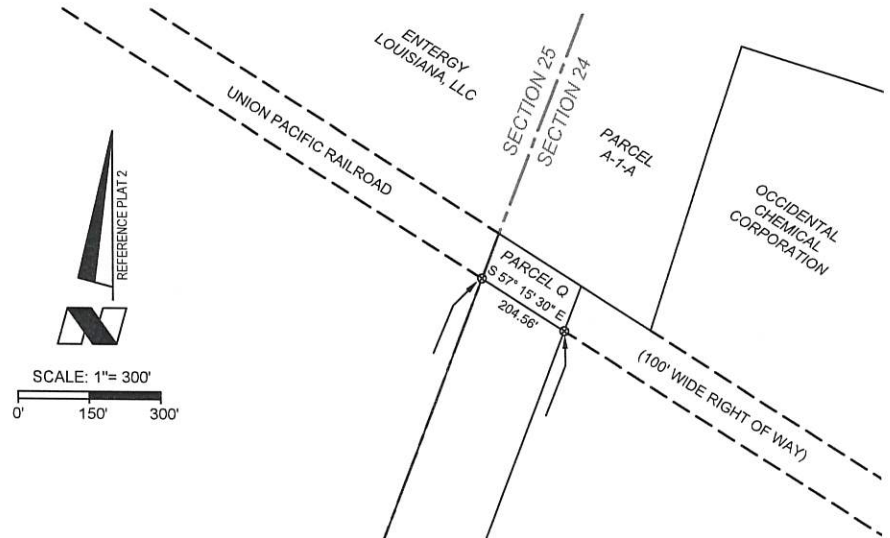 ENTERGY
LOUISIANA, LLC
SECTION 25
SECTION 24
UNION PACIFIC RAILROAD
PARCEL
A-1-A
OCCIDENTAL
CHEMICAL
CORPORATION
REFERENCE PLAT 2
N
PARCEL Q
S 57° 15' 30" E
204.56'
(100' WIDE RIGHT OF WAY)
SCALE: 1"= 300'
0' 150' 300'